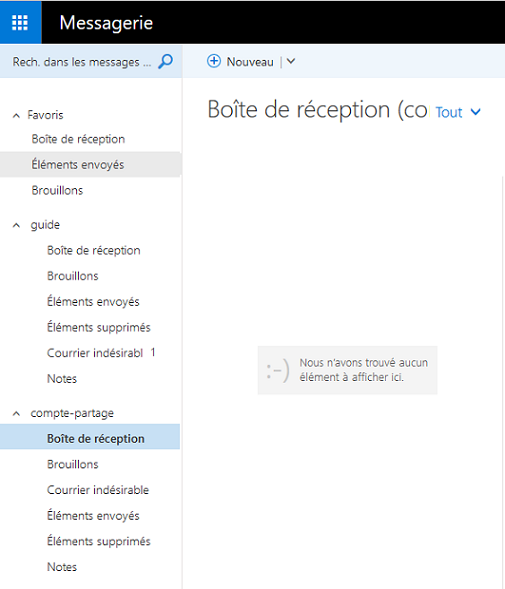 Messagerie
Rech. dans les messages ...
Nouveau
Favoris
Boîte de réception
Éléments envoyés
Brouillons
guide
Boîte de réception
Brouillons
Éléments envoyés
Éléments supprimés
Courrier indésirabl 1
Notes
compte-partage
Boîte de réception
Brouillons
Courrier indésirable
Éléments envoyés
Éléments supprimés
Notes
Boîte de réception (co Tout
:-)
Nous n'avons trouvé aucun
élément à afficher ici.